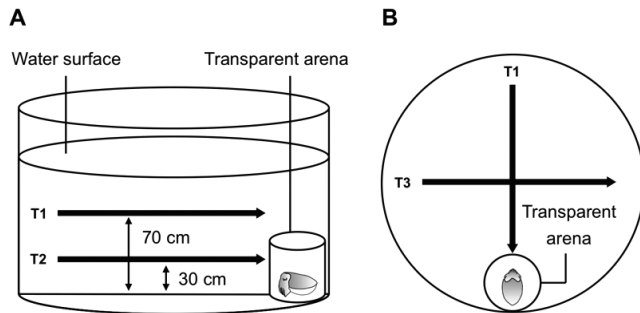 A
Water surface
Transparent arena
T1
70 cm
T2
30 cm
B
T1
T3
Transparent
arena